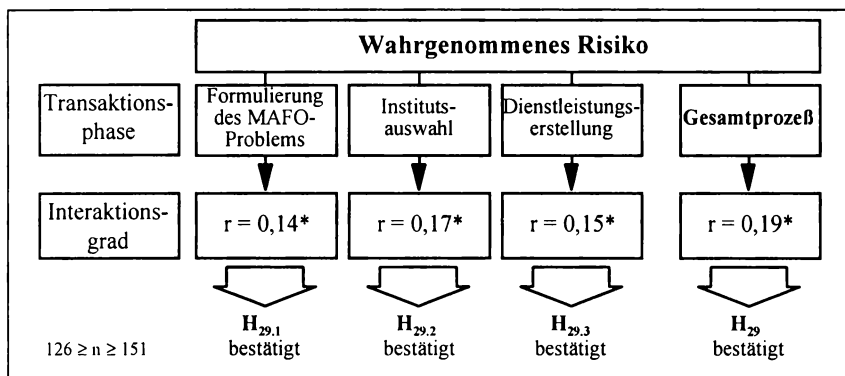 Wahrgenommenes Risiko
Transaktions-
phase
Formulierung
des MAFO-
Problems
Instituts-
auswahl
Dienstleistungs-
erstellung
Gesamtprozeß
Interaktions-
grad
r = 0,14*
r = 0,17*
r = 0,15*
r = 0,19*
H29.1
bestätigt
H29.2
bestätigt
H29.3
bestätigt
H29
bestätigt
126 ≥ n ≥ 151